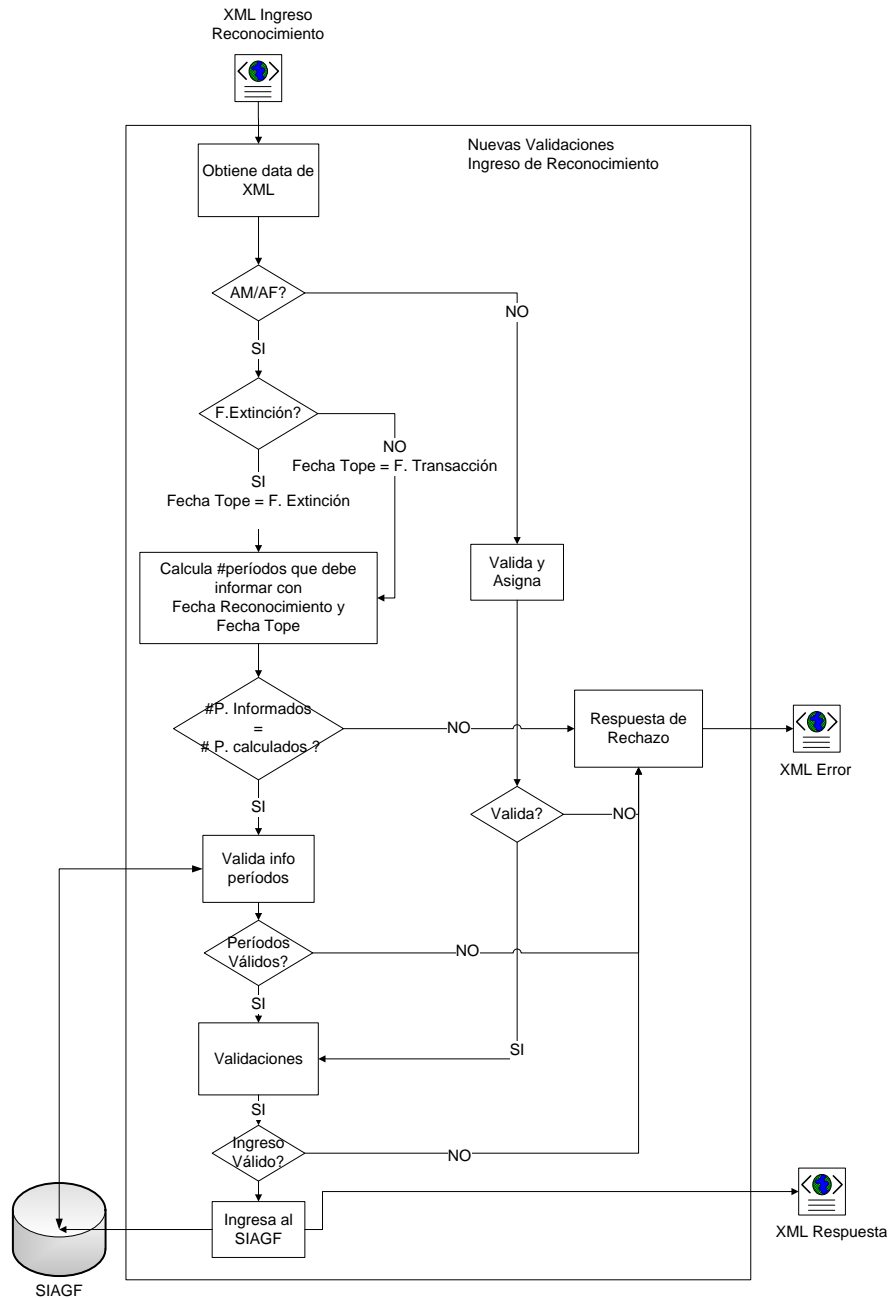 XML Ingreso
Reconocimiento
Nuevas Validaciones
Ingreso de Reconocimiento
Obtiene data de
XML
AM/AF?
NO
SI
F.Extinción?
NO
Fecha Tope = F. Transacción
SI
Fecha Tope = F. Extinción
Calcula #períodos que debe
informar con
Fecha Reconocimiento y
Fecha Tope
Valida y
Asigna
#P. Informados
=
# P. calculados ?
NO
Respuesta de
Rechazo
XML Error
SI
Valida?
NO
Valida info
períodos
Períodos
Válidos?
NO
SI
Validaciones
SI
SI
Ingreso
Válido?
NO
Ingresa al
SIAGF
XML Respuesta
SIAGF